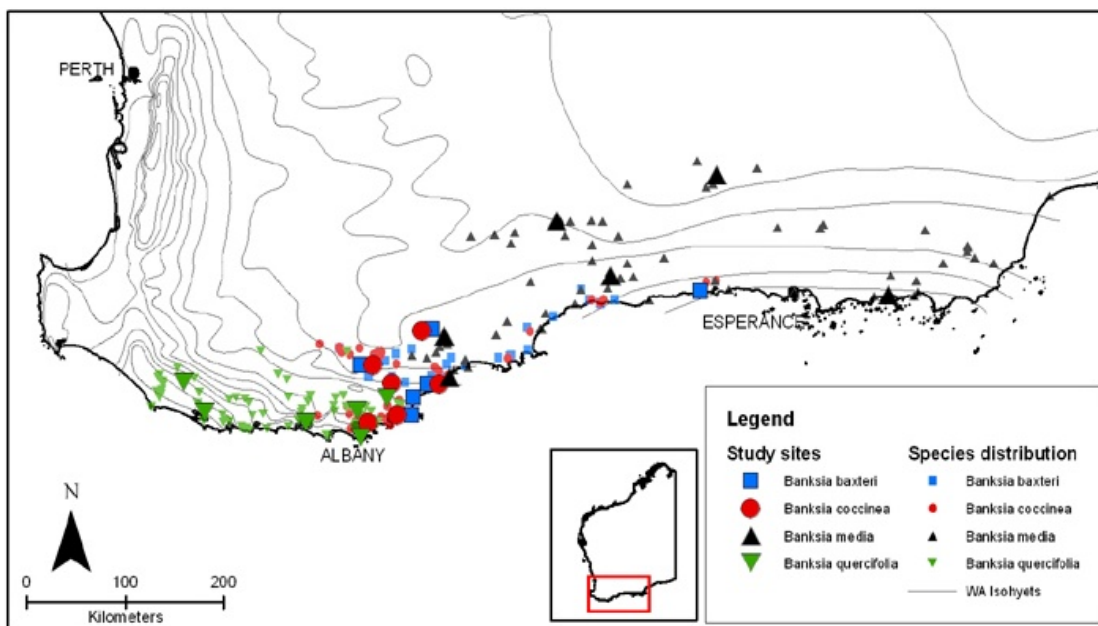 PERTH
ESPERANCE
ALBANY
N
0 100 200
Kilometers
Legend
Study sites
Banksia baxteri
Banksia coccinea
Banksia media
Banksia quercifolia
Species distribution
Banksia baxteri
Banksia coccinea
Banksia media
Banksia quercifolia
WA Isohyets